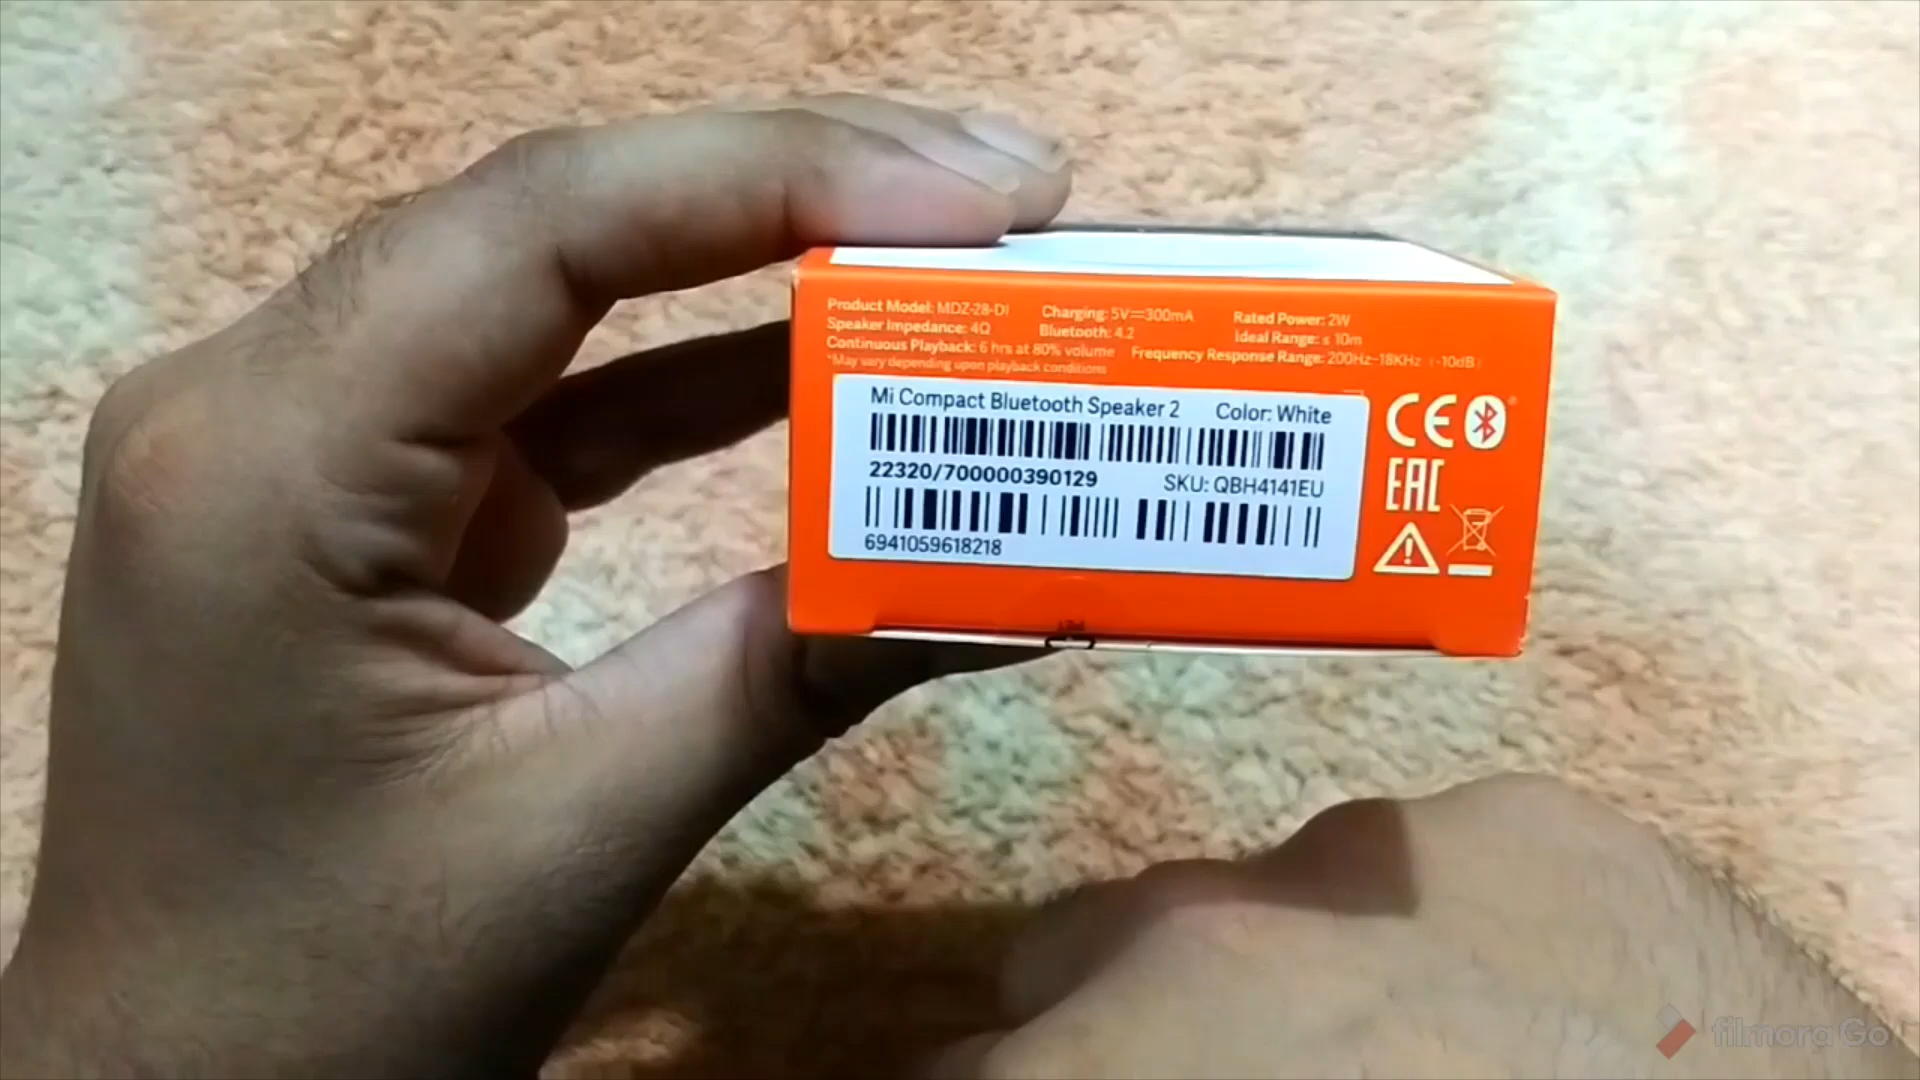 Product Model: MDZ-28-DI Charging: 5V⎓300mA Rated Power: 2W
Speaker Impedance: 4Ω Bluetooth: 4.2 Ideal Range: ≤ 10m
Continuous Playback: 6 hrs at 80% volume Frequency Response Range: 200Hz-18KHz (-10dB)
*May vary depending upon playback conditions
Mi Compact Bluetooth Speaker 2 Color: White
22320/700000390129 SKU: QBH4141EU
6941059618218
CE
EAC
PET
filmora Go